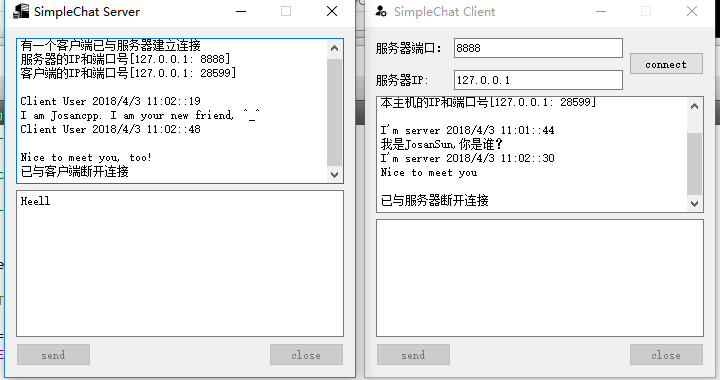 SimpleChat Server
有一个客户端已与服务器建立连接
服务器的IP和端口号[127.0.0.1: 8888]
客户端的IP和端口号[127.0.0.1: 28599]
Client User 2018/4/3 11:02::19
I am Josancpp. I am your new friend, ^_^
Client User 2018/4/3 11:02::48
Nice to meet you, too!
已与客户端断开连接
Heell
send
close
SimpleChat Client
服务器端口:
8888
服务器IP:
127.0.0.1
connect
本主机的IP和端口号[127.0.0.1: 28599]
I'm server 2018/4/3 11:01::44
我是JosanSun,你是谁?
I'm server 2018/4/3 11:02::30
Nice to meet you
已与服务器断开连接
send
close